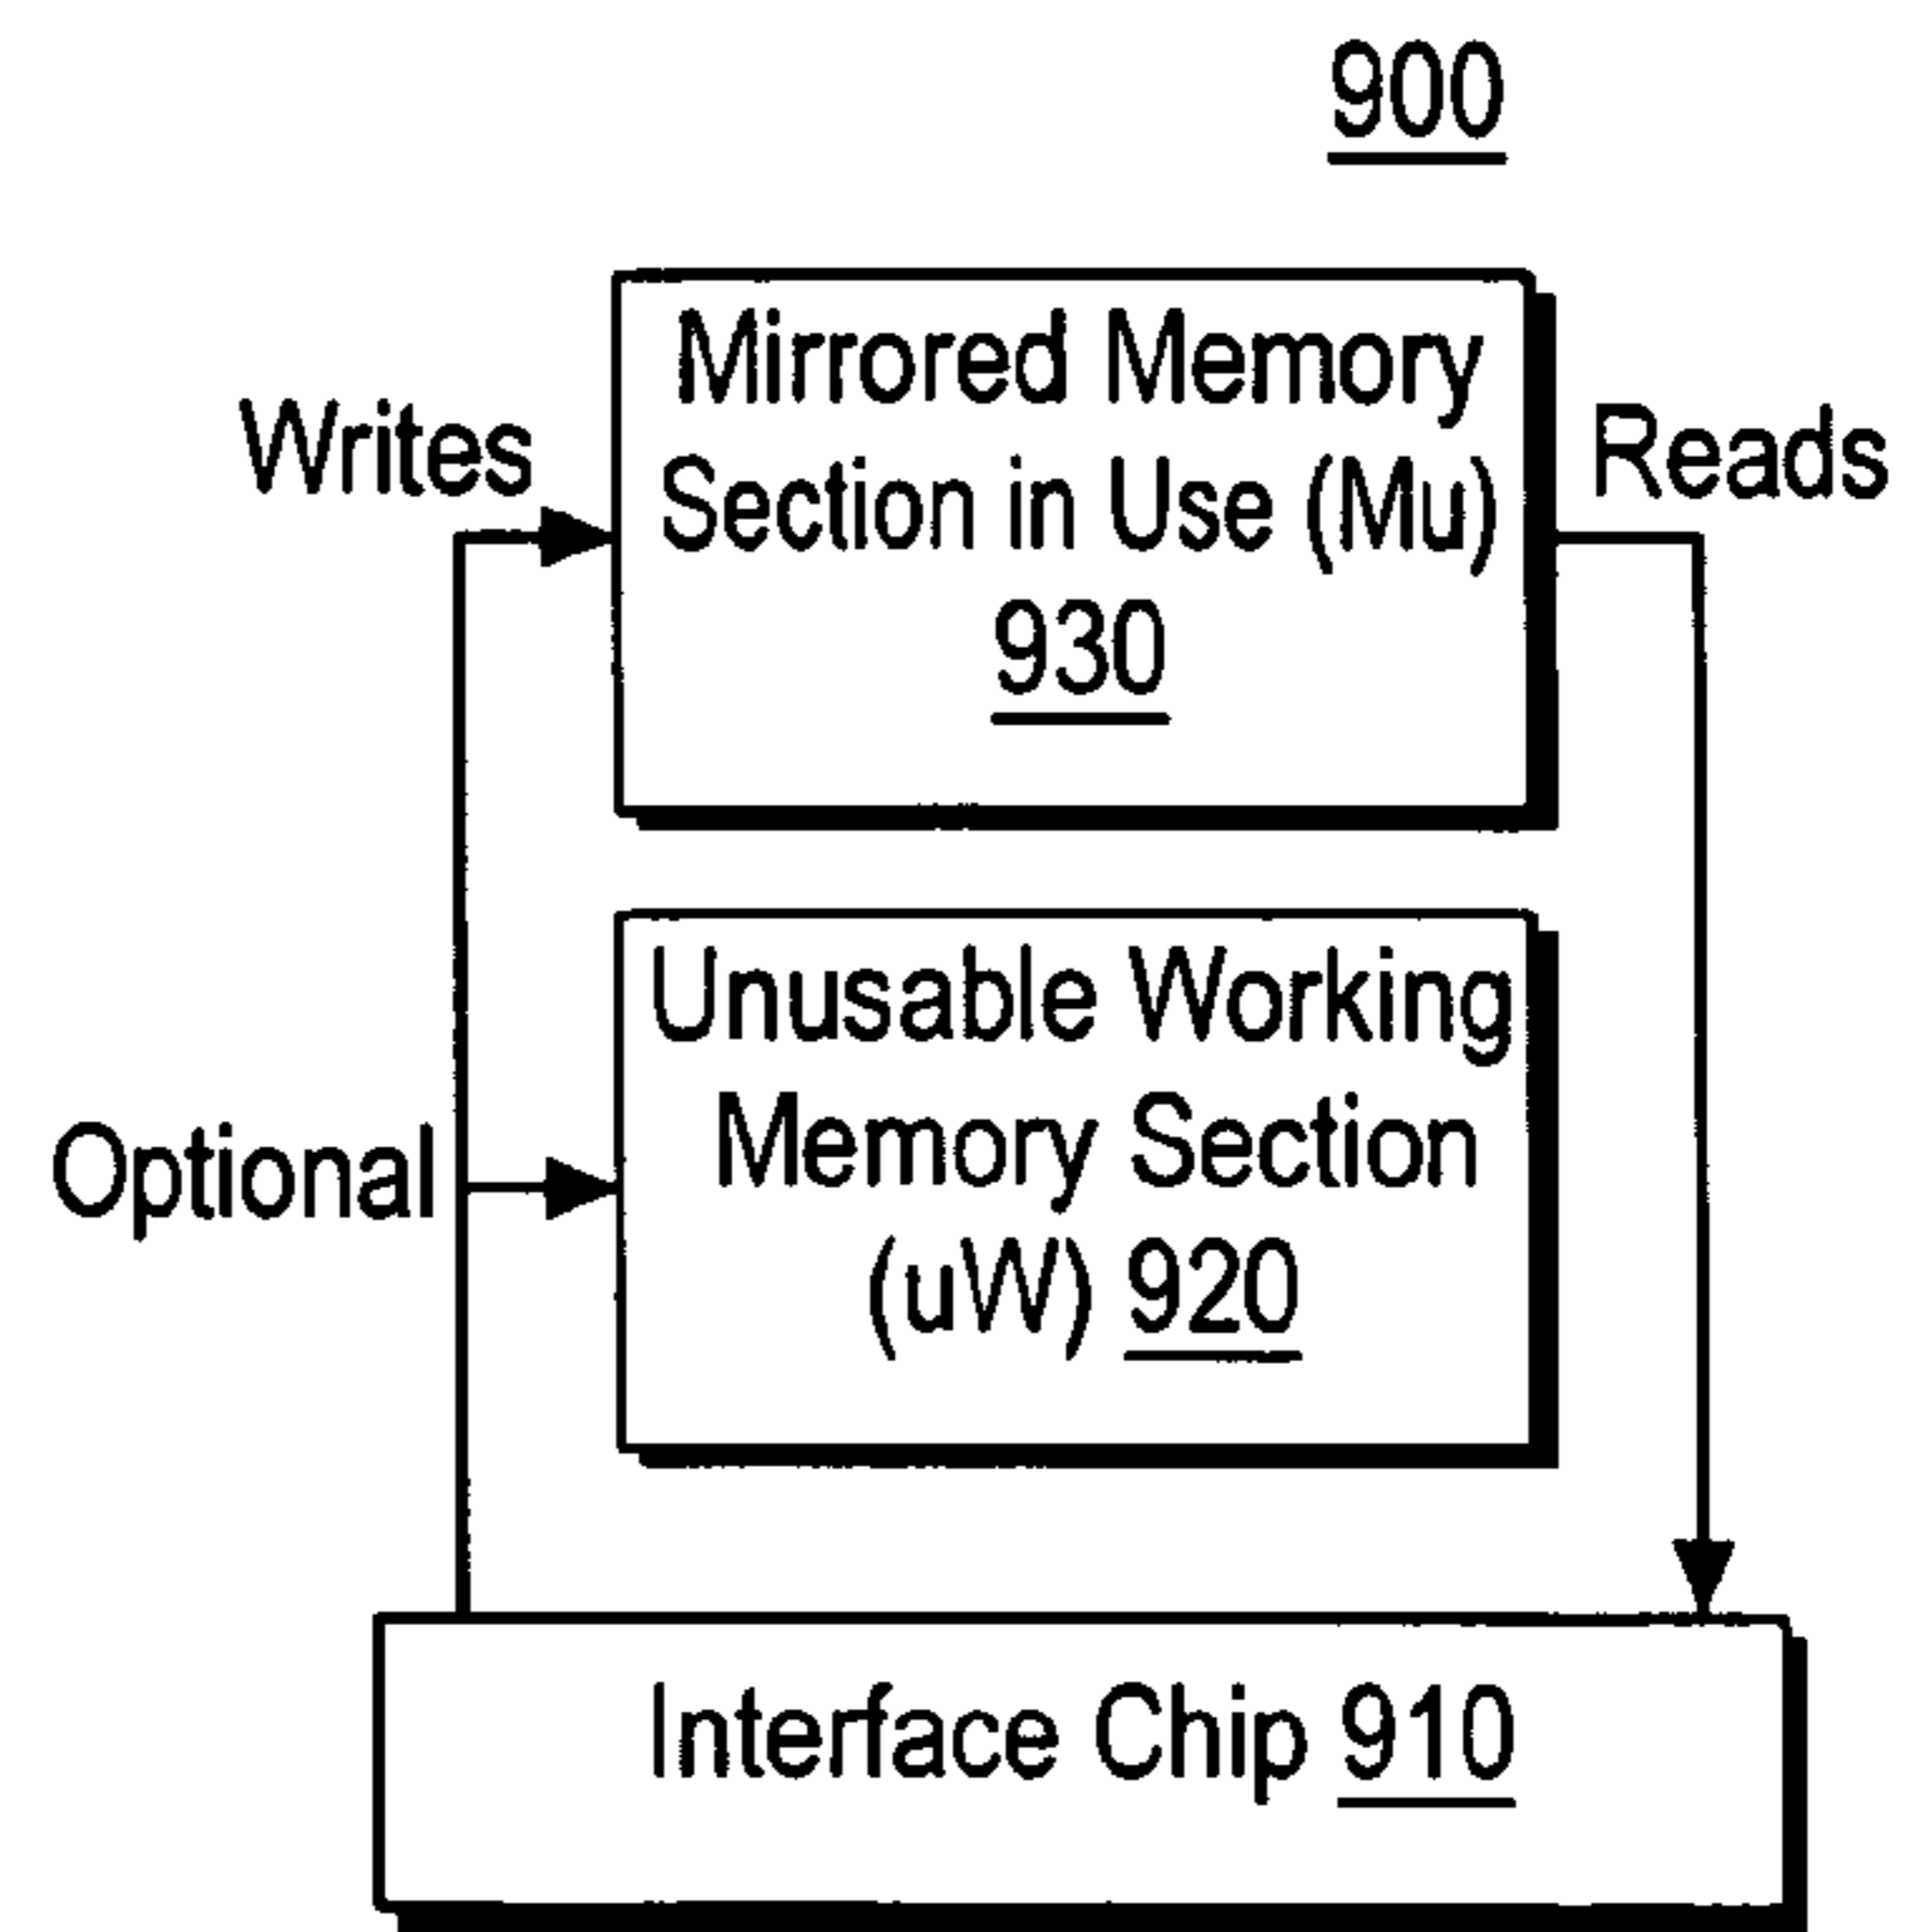 900
Mirrored Memory
Section in Use (Mu)
930
Writes
Reads
Unusable Working
Memory Section
(uW) 920
Optional
Interface Chip 910